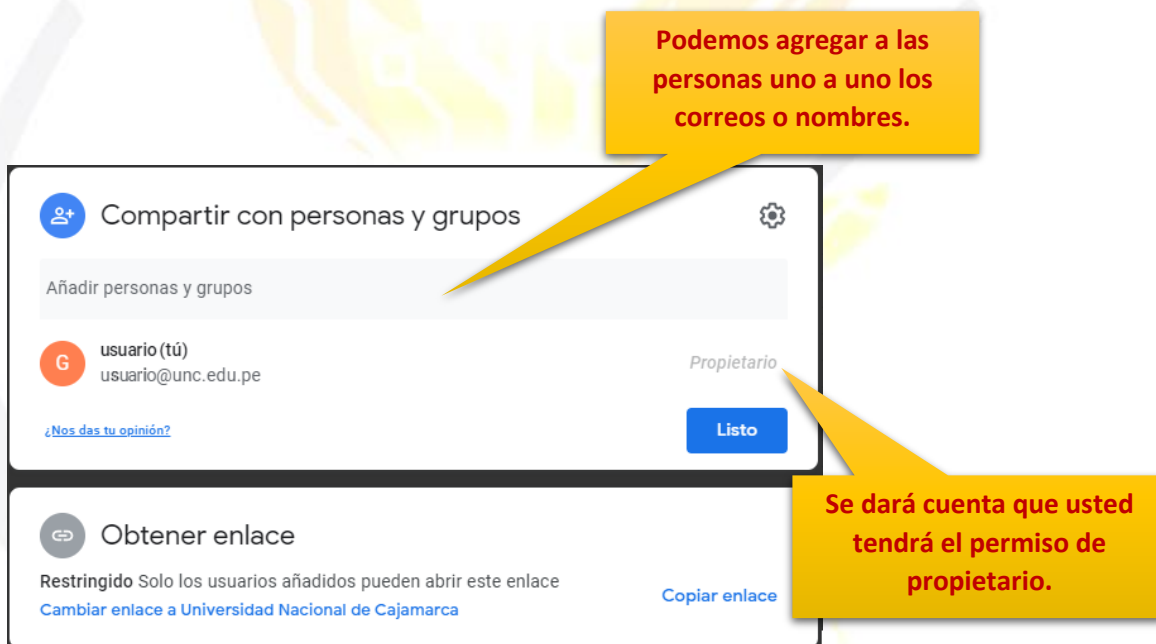 Podemos agregar a las
personas uno a uno los
correos o nombres.
Compartir con personas y grupos
Añadir personas y grupos
G
usuario (tú)
usuario@unc.edu.pe
Propietario
¿Nos das tu opinión?
Listo
Se dará cuenta que usted
tendrá el permiso de
propietario.
Obtener enlace
Restringido Solo los usuarios añadidos pueden abrir este enlace
Cambiar enlace a Universidad Nacional de Cajamarca
Copiar enlace